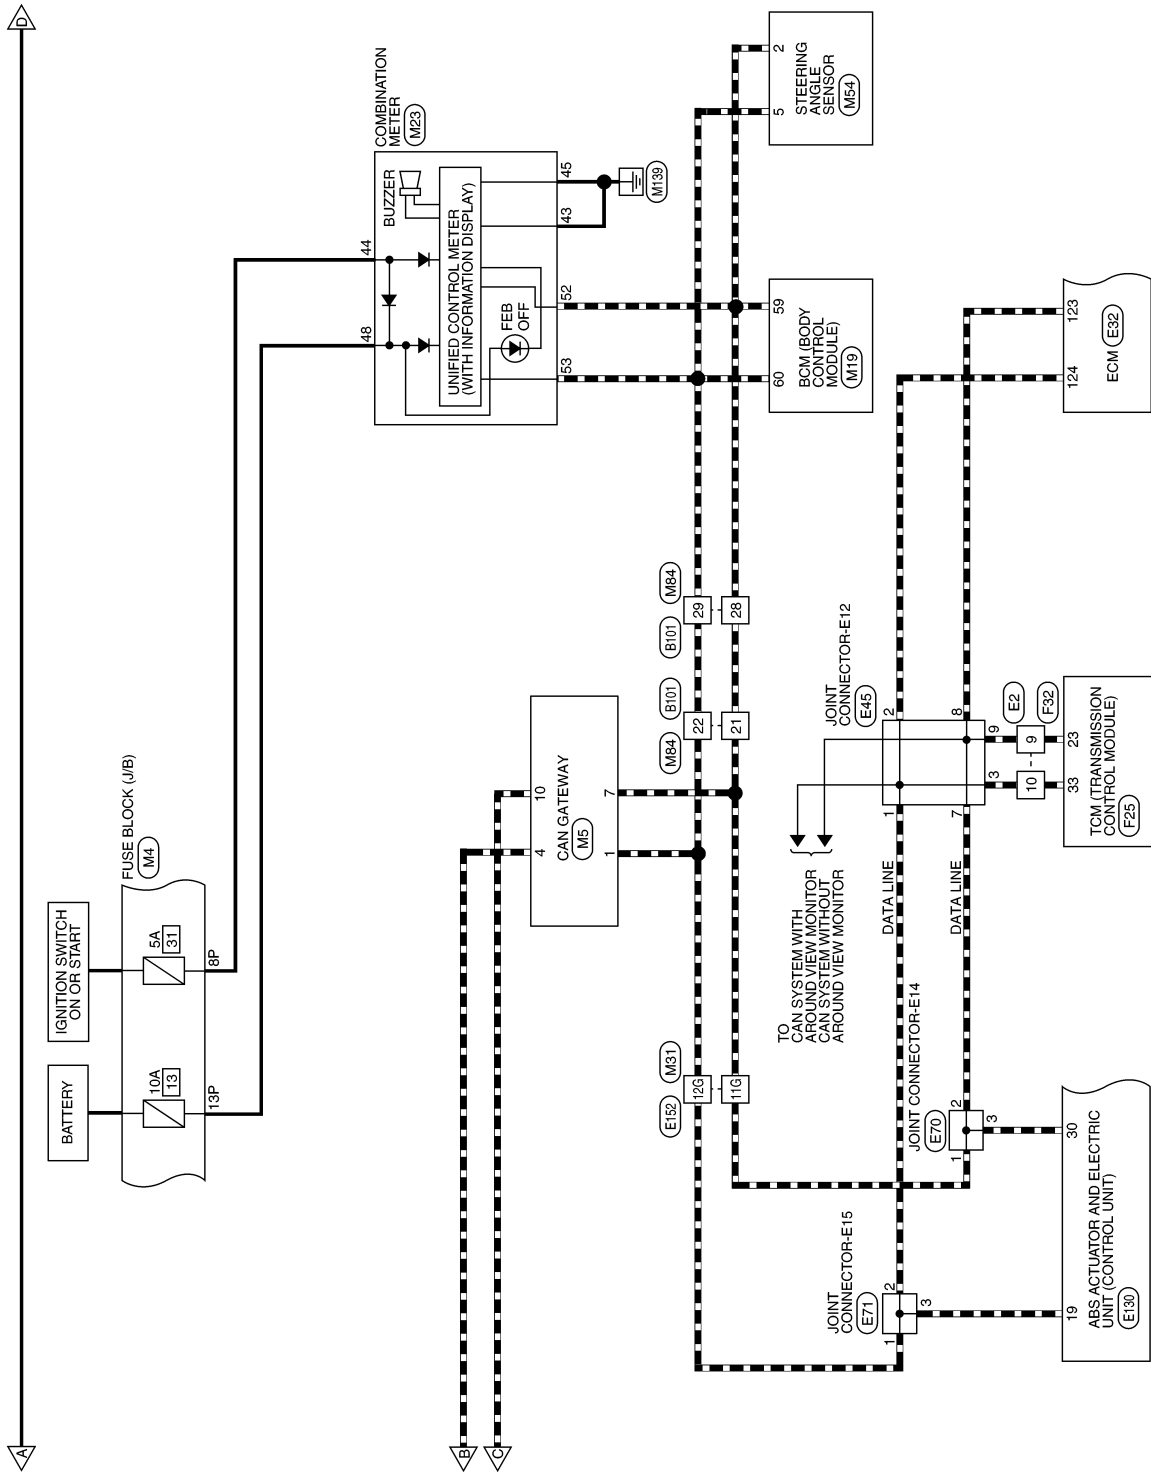 A
D
BATTERY
IGNITION SWITCH
ON OR START
FUSE BLOCK (J/B)
M4
10A
13
5A
31
13P
8P
COMBINATION
METER
M23
48
44
BUZZER
UNIFIED CONTROL METER
(WITH INFORMATION DISPLAY)
FEB
OFF
53
52
43
45
M139
B
C
CAN GATEWAY
M5
4
10
1
7
E152
M31
12G
11G
M84
B101
22
21
B101
M84
29
28
BCM (BODY
CONTROL
MODULE)
M19
60
59
STEERING
ANGLE
SENSOR
M54
5
2
TO
CAN SYSTEM WITH
AROUND VIEW MONITOR
CAN SYSTEM WITHOUT
AROUND VIEW MONITOR
JOINT
CONNECTOR-E15
E71
1
2
3
JOINT CONNECTOR-E14
E70
1
2
3
DATA LINE
DATA LINE
JOINT
CONNECTOR-E12
E45
1
2
7
8
3
9
10
9
E2
F32
33
23
TCM (TRANSMISSION
CONTROL MODULE)
F25
124
123
ECM
E32
19
30
ABS ACTUATOR AND ELECTRIC
UNIT (CONTROL UNIT)
E130